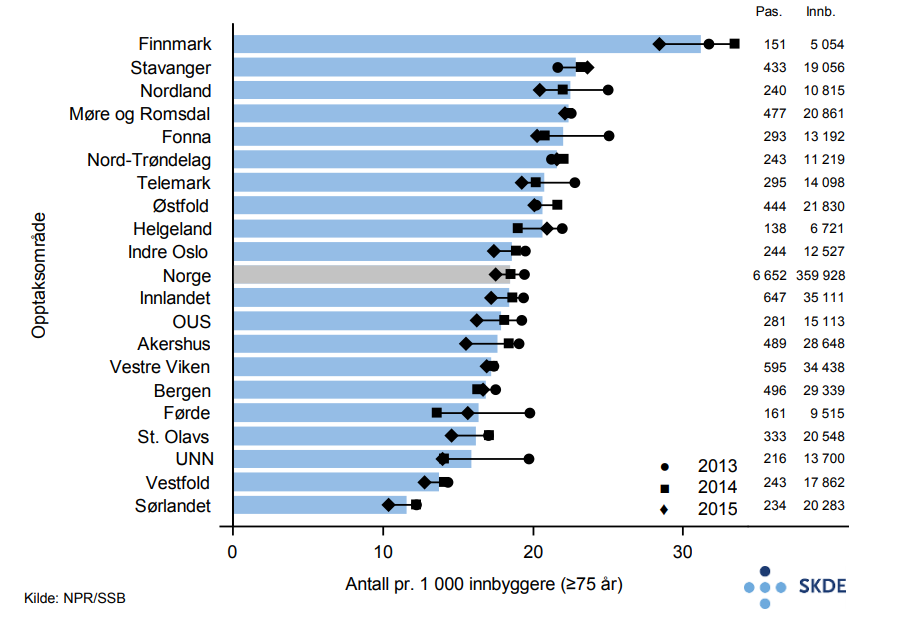 Pas. Innb.
Finnmark 151 5 054
Stavanger 433 19 056
Nordland 240 10 815
Møre og Romsdal 477 20 861
Fonna 293 13 192
Nord-Trøndelag 243 11 219
Telemark 295 14 098
Østfold 444 21 830
Helgeland 138 6 721
Indre Oslo 244 12 527
Norge 6 652 359 928
Innlandet 647 35 111
OUS 281 15 113
Akershus 489 28 648
Vestre Viken 595 34 438
Bergen 496 29 339
Førde 161 9 515
St. Olavs 333 20 548
UNN 216 13 700
Vestfold 243 17 862
Sørlandet 234 20 283
Opptaksområde
2013
2014
2015
0 10 20 30
Antall pr. 1 000 innbyggere (≥75 år)
Kilde: NPR/SSB
SKDE